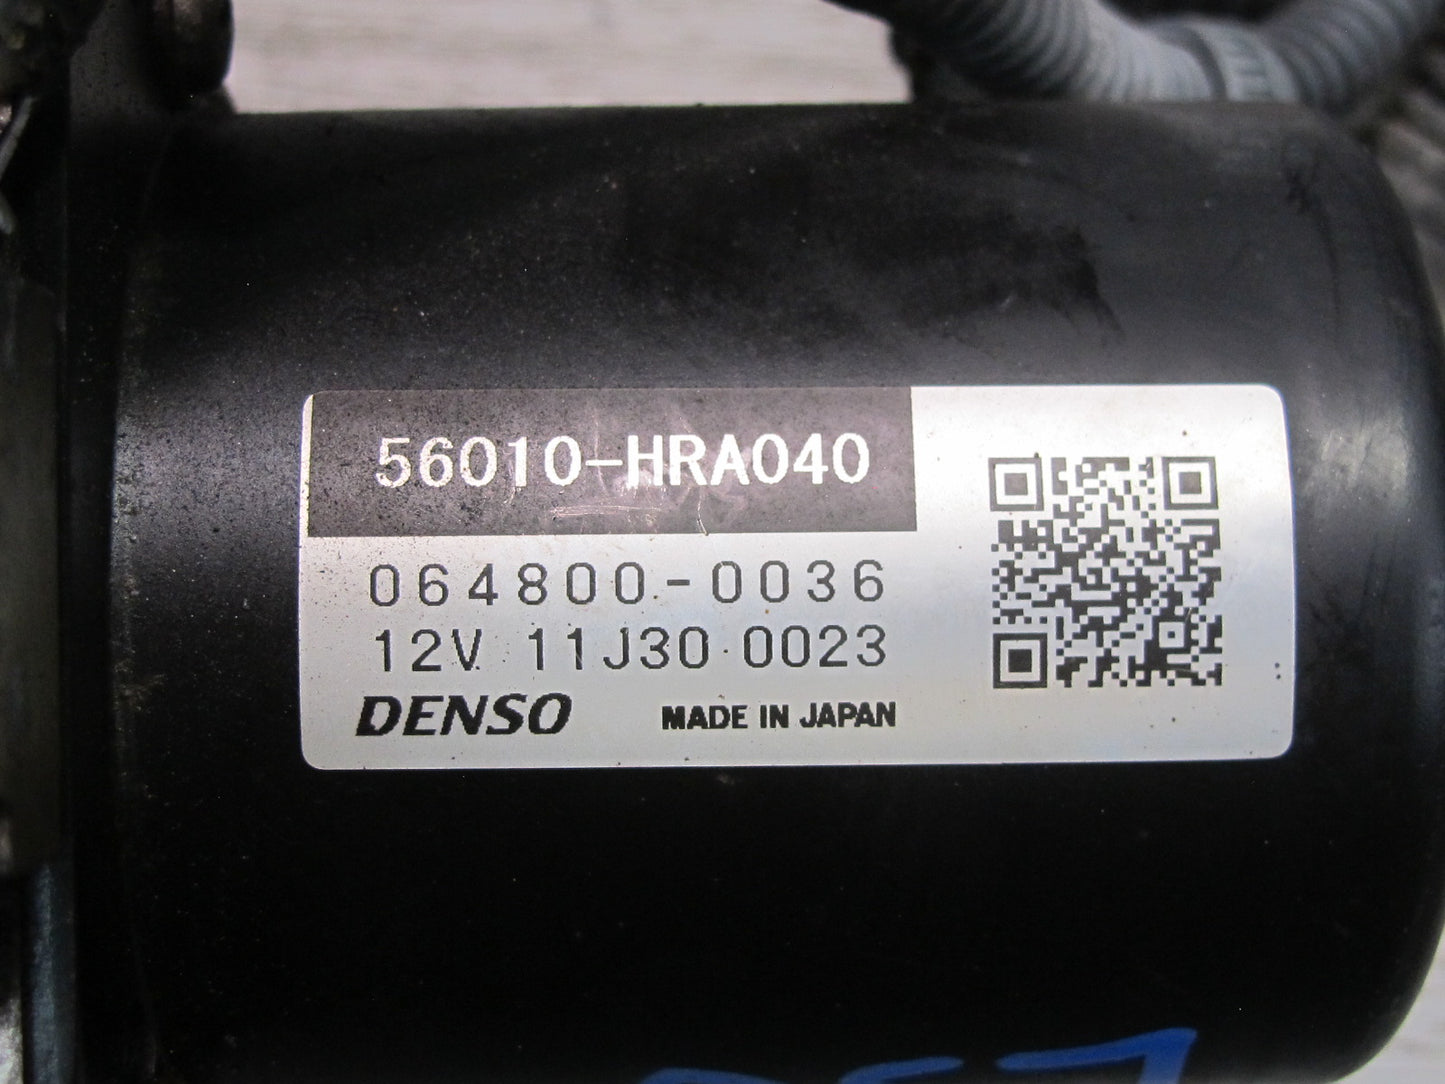 56010-HRA040
064800-0036
12V 11J30 0023
DENSO MADE IN JAPAN